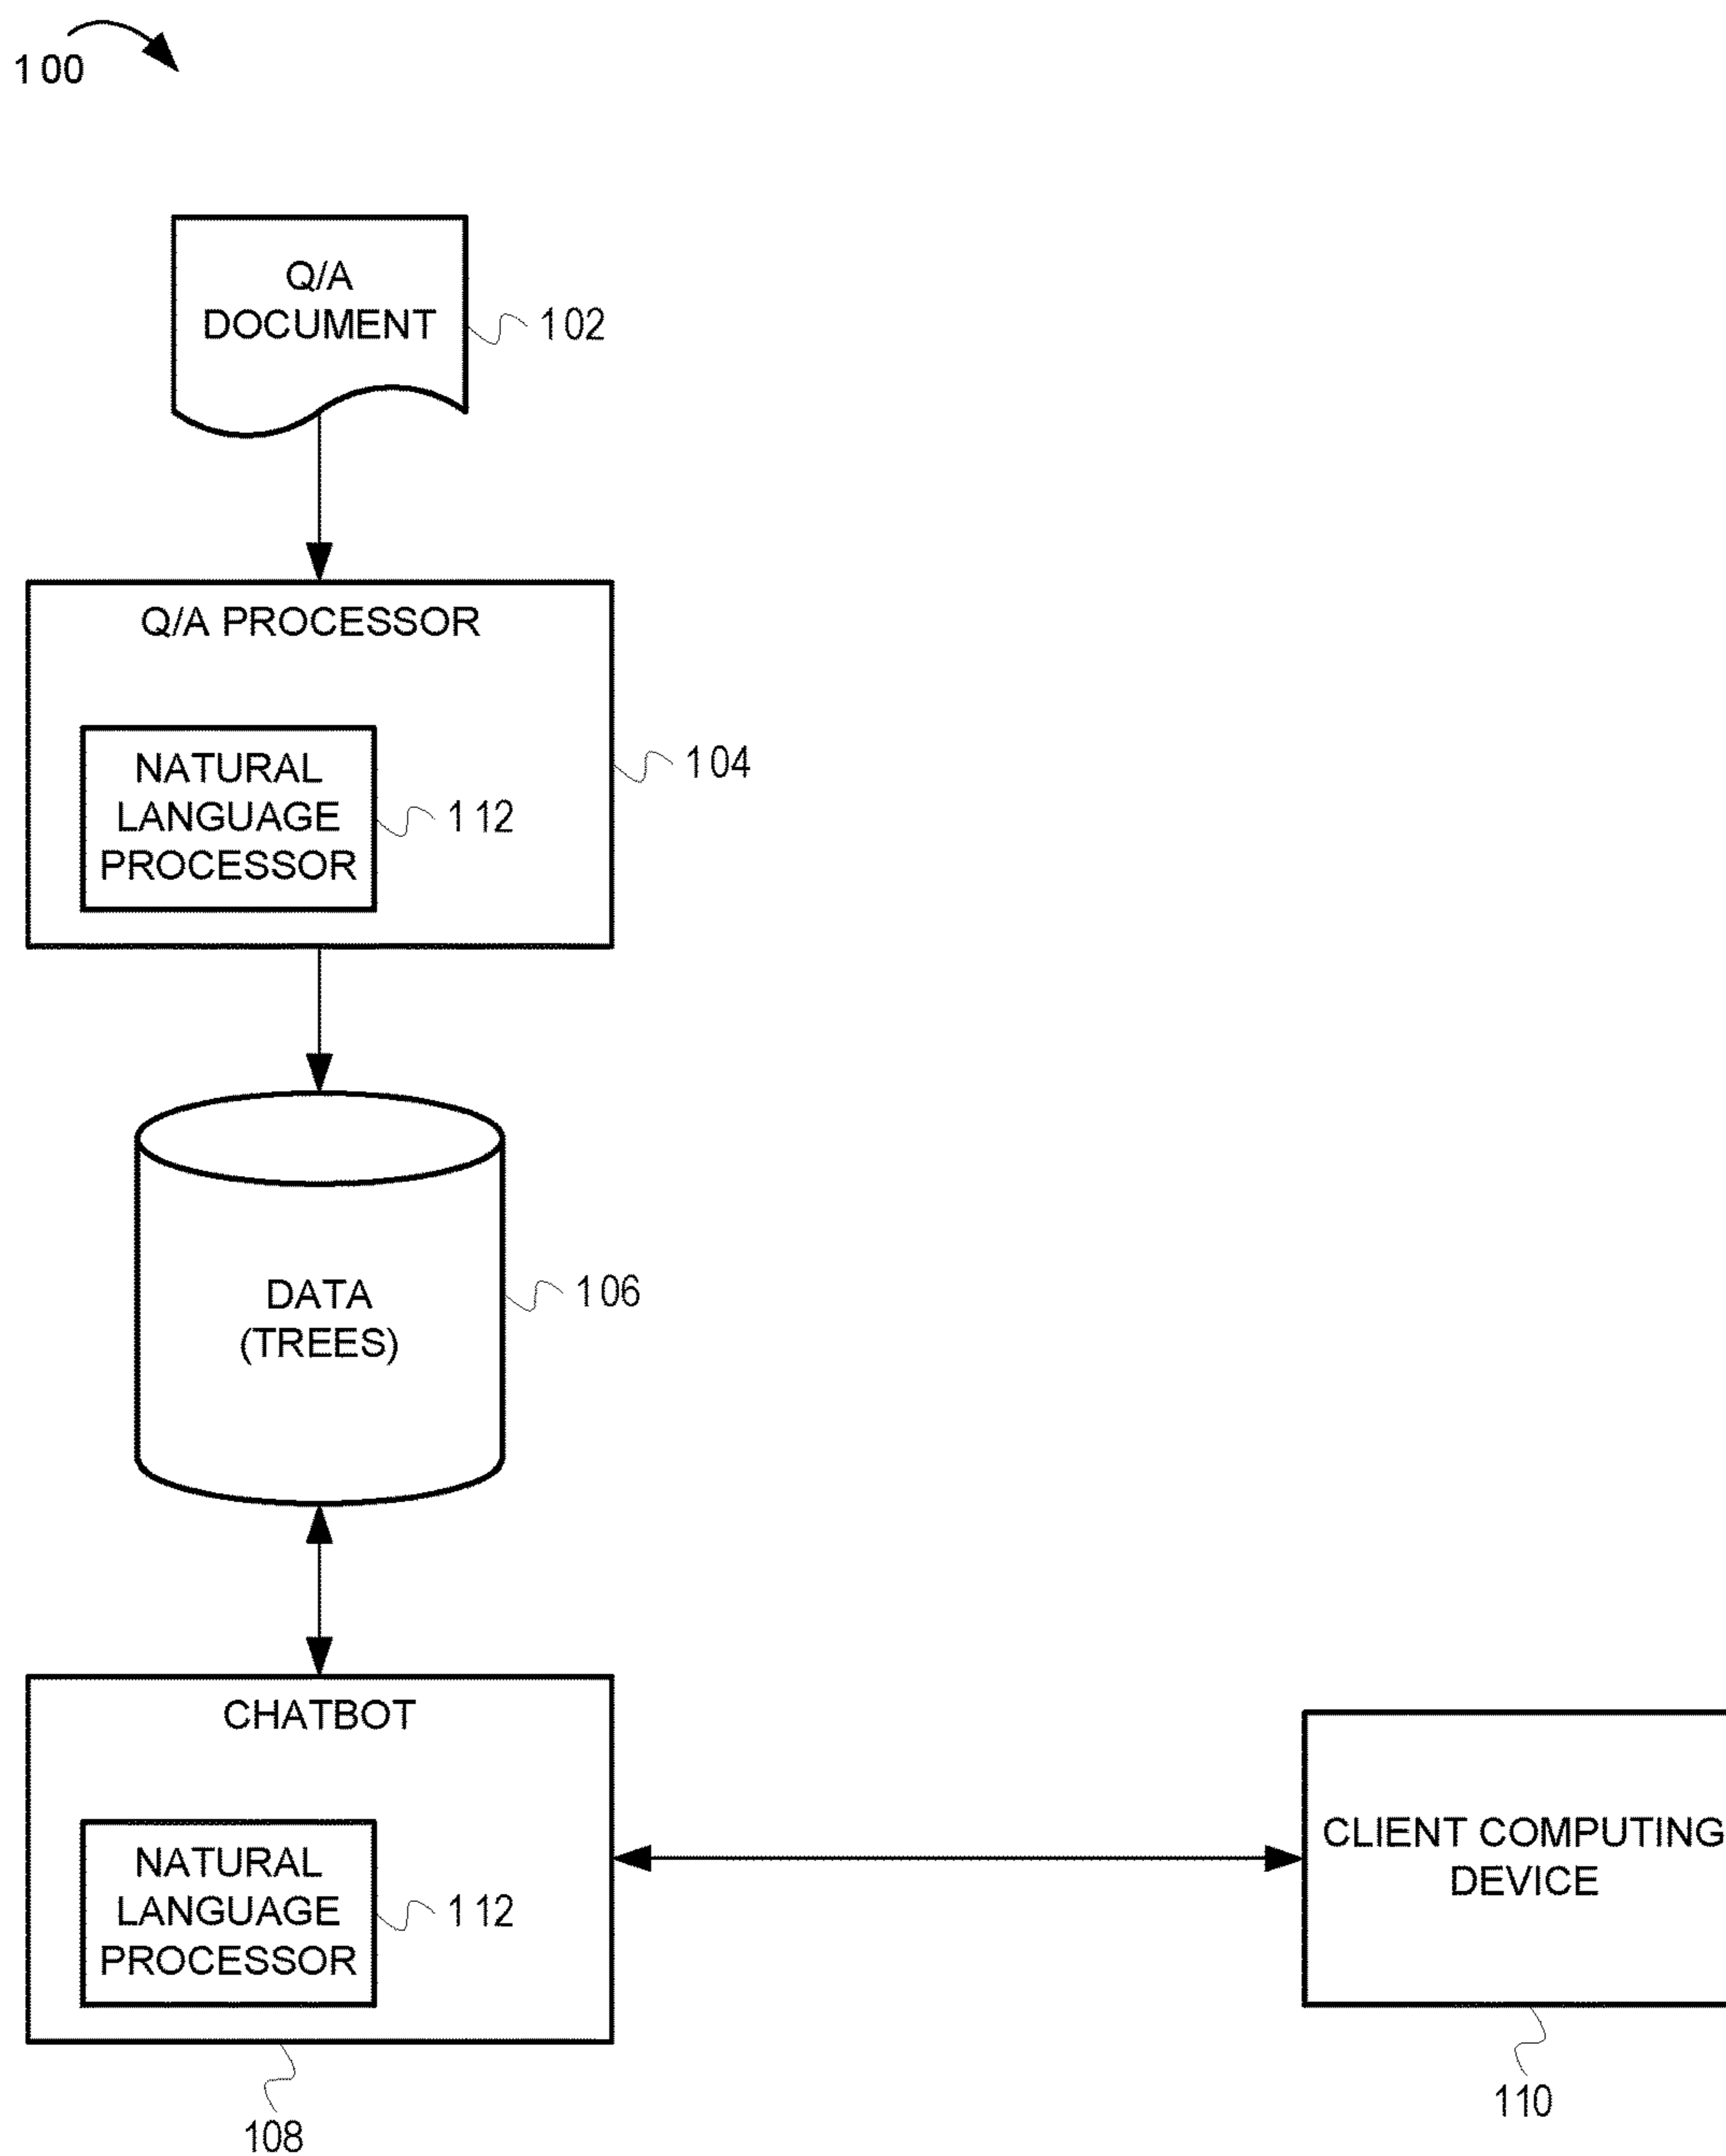 100
Q/A
DOCUMENT
102
Q/A PROCESSOR
NATURAL
LANGUAGE
PROCESSOR
112
104
DATA
(TREES)
106
CHATBOT
NATURAL
LANGUAGE
PROCESSOR
112
108
CLIENT COMPUTING
DEVICE
110